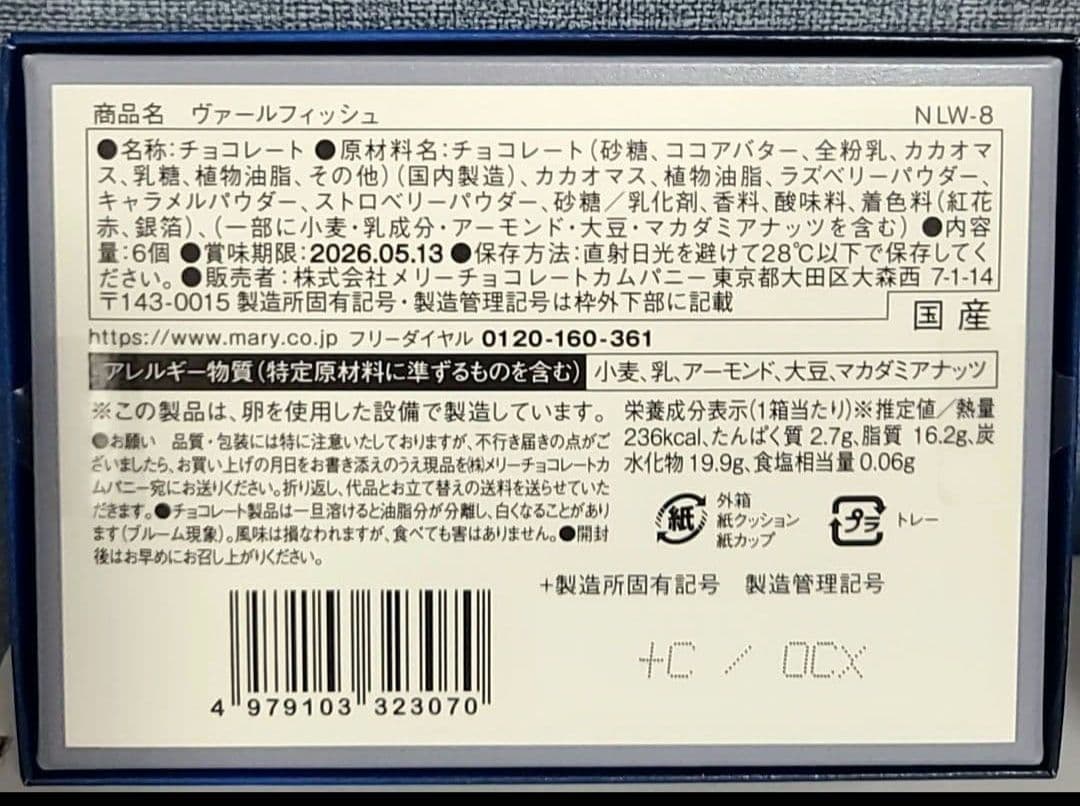 商品名 ヴァールフィッシュ NLW-8
●名称:チョコレート ●原材料名:チョコレート(砂糖、ココアバター、全粉乳、カカオマ
ス、乳糖、植物油脂、その他)(国内製造)、カカオマス、植物油脂、ラズベリーパウダー、
キャラメルパウダー、ストロベリーパウダー、砂糖/乳化剤、香料、酸味料、着色料(紅花
赤、銀箔)、(一部に小麦・乳成分・アーモンド・大豆・マカダミアナッツを含む) ●内容
量:6個 ●賞味期限:2026.05.13 ●保存方法:直射日光を避けて28℃以下で保存してく
ださい。●販売者:株式会社メリーチョコレートカムパニー 東京都大田区大森西 7-1-14
〒143-0015 製造所固有記号・製造管理記号は枠外下部に記載
国産
https://www.mary.co.jp フリーダイヤル 0120-160-361
アレルギー物質(特定原材料に準ずるものを含む) 小麦、乳、アーモンド、大豆、マカダミアナッツ
※この製品は、卵を使用した設備で製造しています。
●お願い 品質・包装には特に注意いたしておりますが、不行き届きの点がご
ざいましたら、お買い上げの月日をお書き添えのうえ現品を㈱メリーチョコレートカ
ムパニー宛にお送りください。折り返し、代品とお立て替えの送料を送らせていた
だきます。●チョコレート製品は一旦溶けると油脂分が分離し、白くなることがあり
ます(ブルーム現象)。風味は損なわれますが、食べても害はありません。●開封
後はお早めにお召し上がりください。
栄養成分表示(1箱当たり)※推定値/熱量
236kcal、たんぱく質 2.7g、脂質 16.2g、炭
水化物 19.9g、食塩相当量 0.06g
紙
外箱
紙クッション
紙カップ
プラ
トレー
+製造所固有記号 製造管理記号
+C / OCX
4 979103 323070